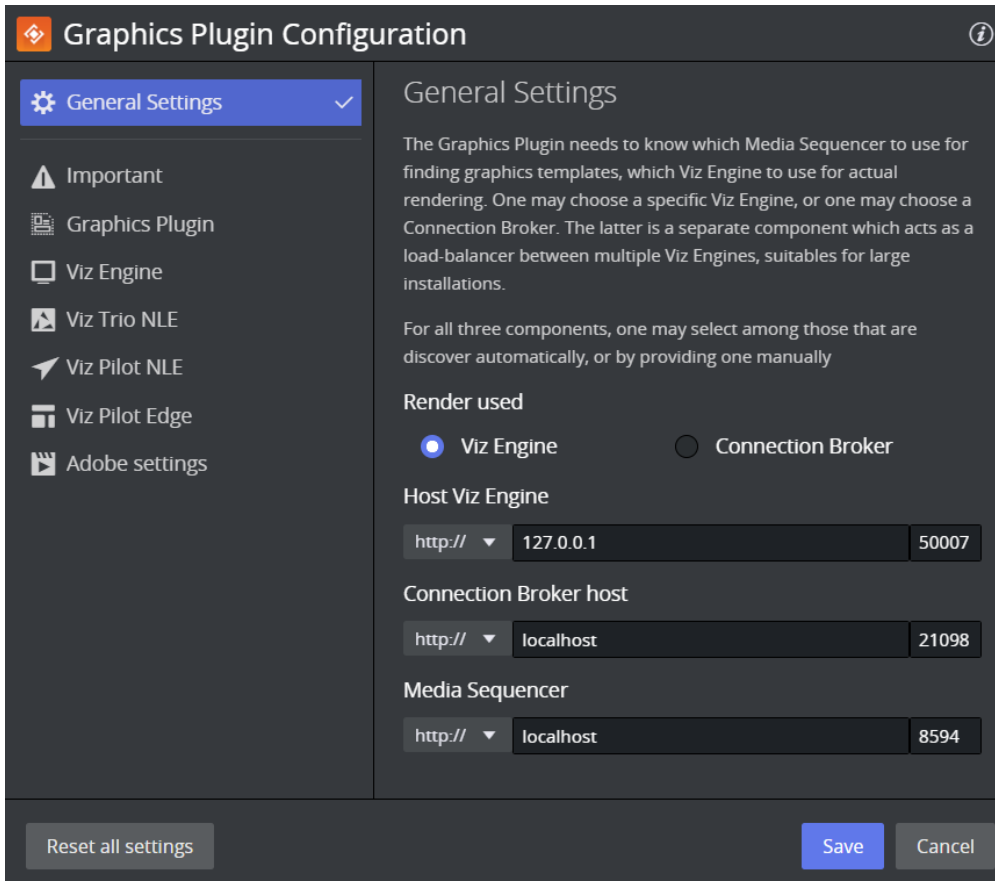 Graphics Plugin Configuration
General Settings
Important
Graphics Plugin
Viz Engine
Viz Trio NLE
Viz Pilot NLE
Viz Pilot Edge
Adobe settings
General Settings
The Graphics Plugin needs to know which Media Sequencer to use for
finding graphics templates, which Viz Engine to use for actual
rendering. One may choose a specific Viz Engine, or one may choose a
Connection Broker. The latter is a separate component which acts as a
load-balancer between multiple Viz Engines, suitables for large
installations.
For all three components, one may select among those that are
discover automatically, or by providing one manually
Render used
Viz Engine Connection Broker
Host Viz Engine
http:// 127.0.0.1 50007
Connection Broker host
http:// localhost 21098
Media Sequencer
http:// localhost 8594
Reset all settings Save Cancel